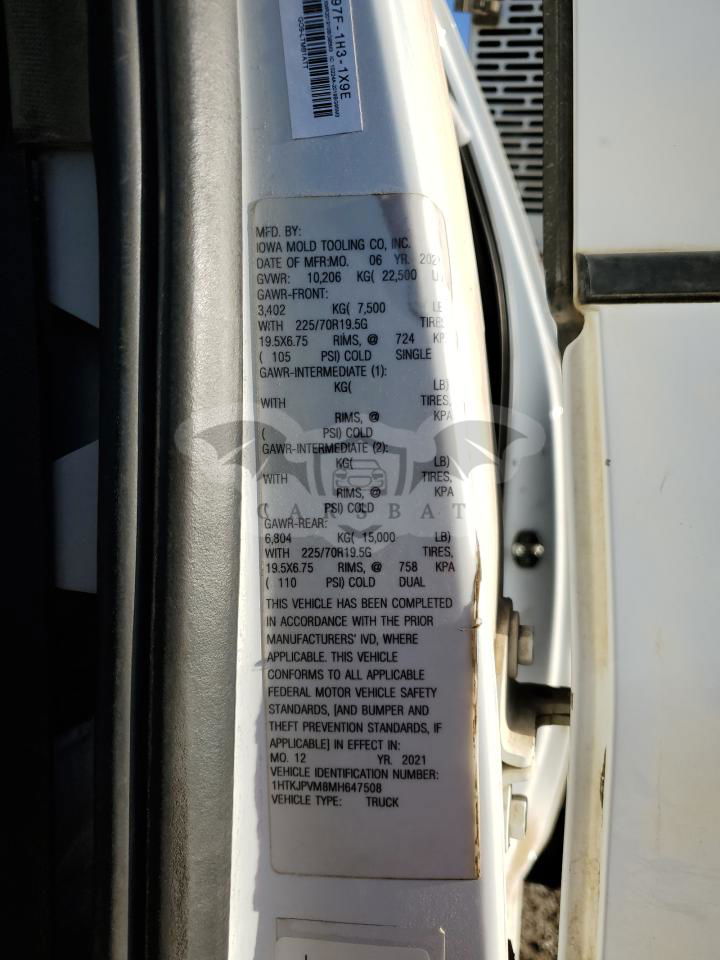 97F-1H3-1X9E
GO9-LTMB1ATT
MFD. BY:
IOWA MOLD TOOLING CO, INC.
DATE OF MFR:MO. 06 YR.
GVWR: 10,206 KG( 22,500
GAWR-FRONT:
3,402 KG( 7,500 LB
WITH 225/70R19.5G TIRES,
19.5X6.75 RIMS, @ 724 KPA
( 105 PSI) COLD SINGLE
GAWR-INTERMEDIATE (1):
KG( LB)
WITH TIRES,
RIMS, @ KPA
( PSI) COLD
GAWR-INTERMEDIATE (2):
KG( LB)
WITH TIRES,
RIMS, @ KPA
( PSI) COLD
CARSBAT
GAWR-REAR:
6,804 KG( 15,000 LB)
WITH 225/70R19.5G TIRES,
19.5X6.75 RIMS, @ 758 KPA
( 110 PSI) COLD DUAL
THIS VEHICLE HAS BEEN COMPLETED
IN ACCORDANCE WITH THE PRIOR
MANUFACTURERS' IVD, WHERE
APPLICABLE. THIS VEHICLE
CONFORMS TO ALL APPLICABLE
FEDERAL MOTOR VEHICLE SAFETY
STANDARDS, [AND BUMPER AND
THEFT PREVENTION STANDARDS, IF
APPLICABLE] IN EFFECT IN:
MO. 12 YR. 2021
VEHICLE IDENTIFICATION NUMBER:
1HTKJPVM8MH647508
VEHICLE TYPE: TRUCK